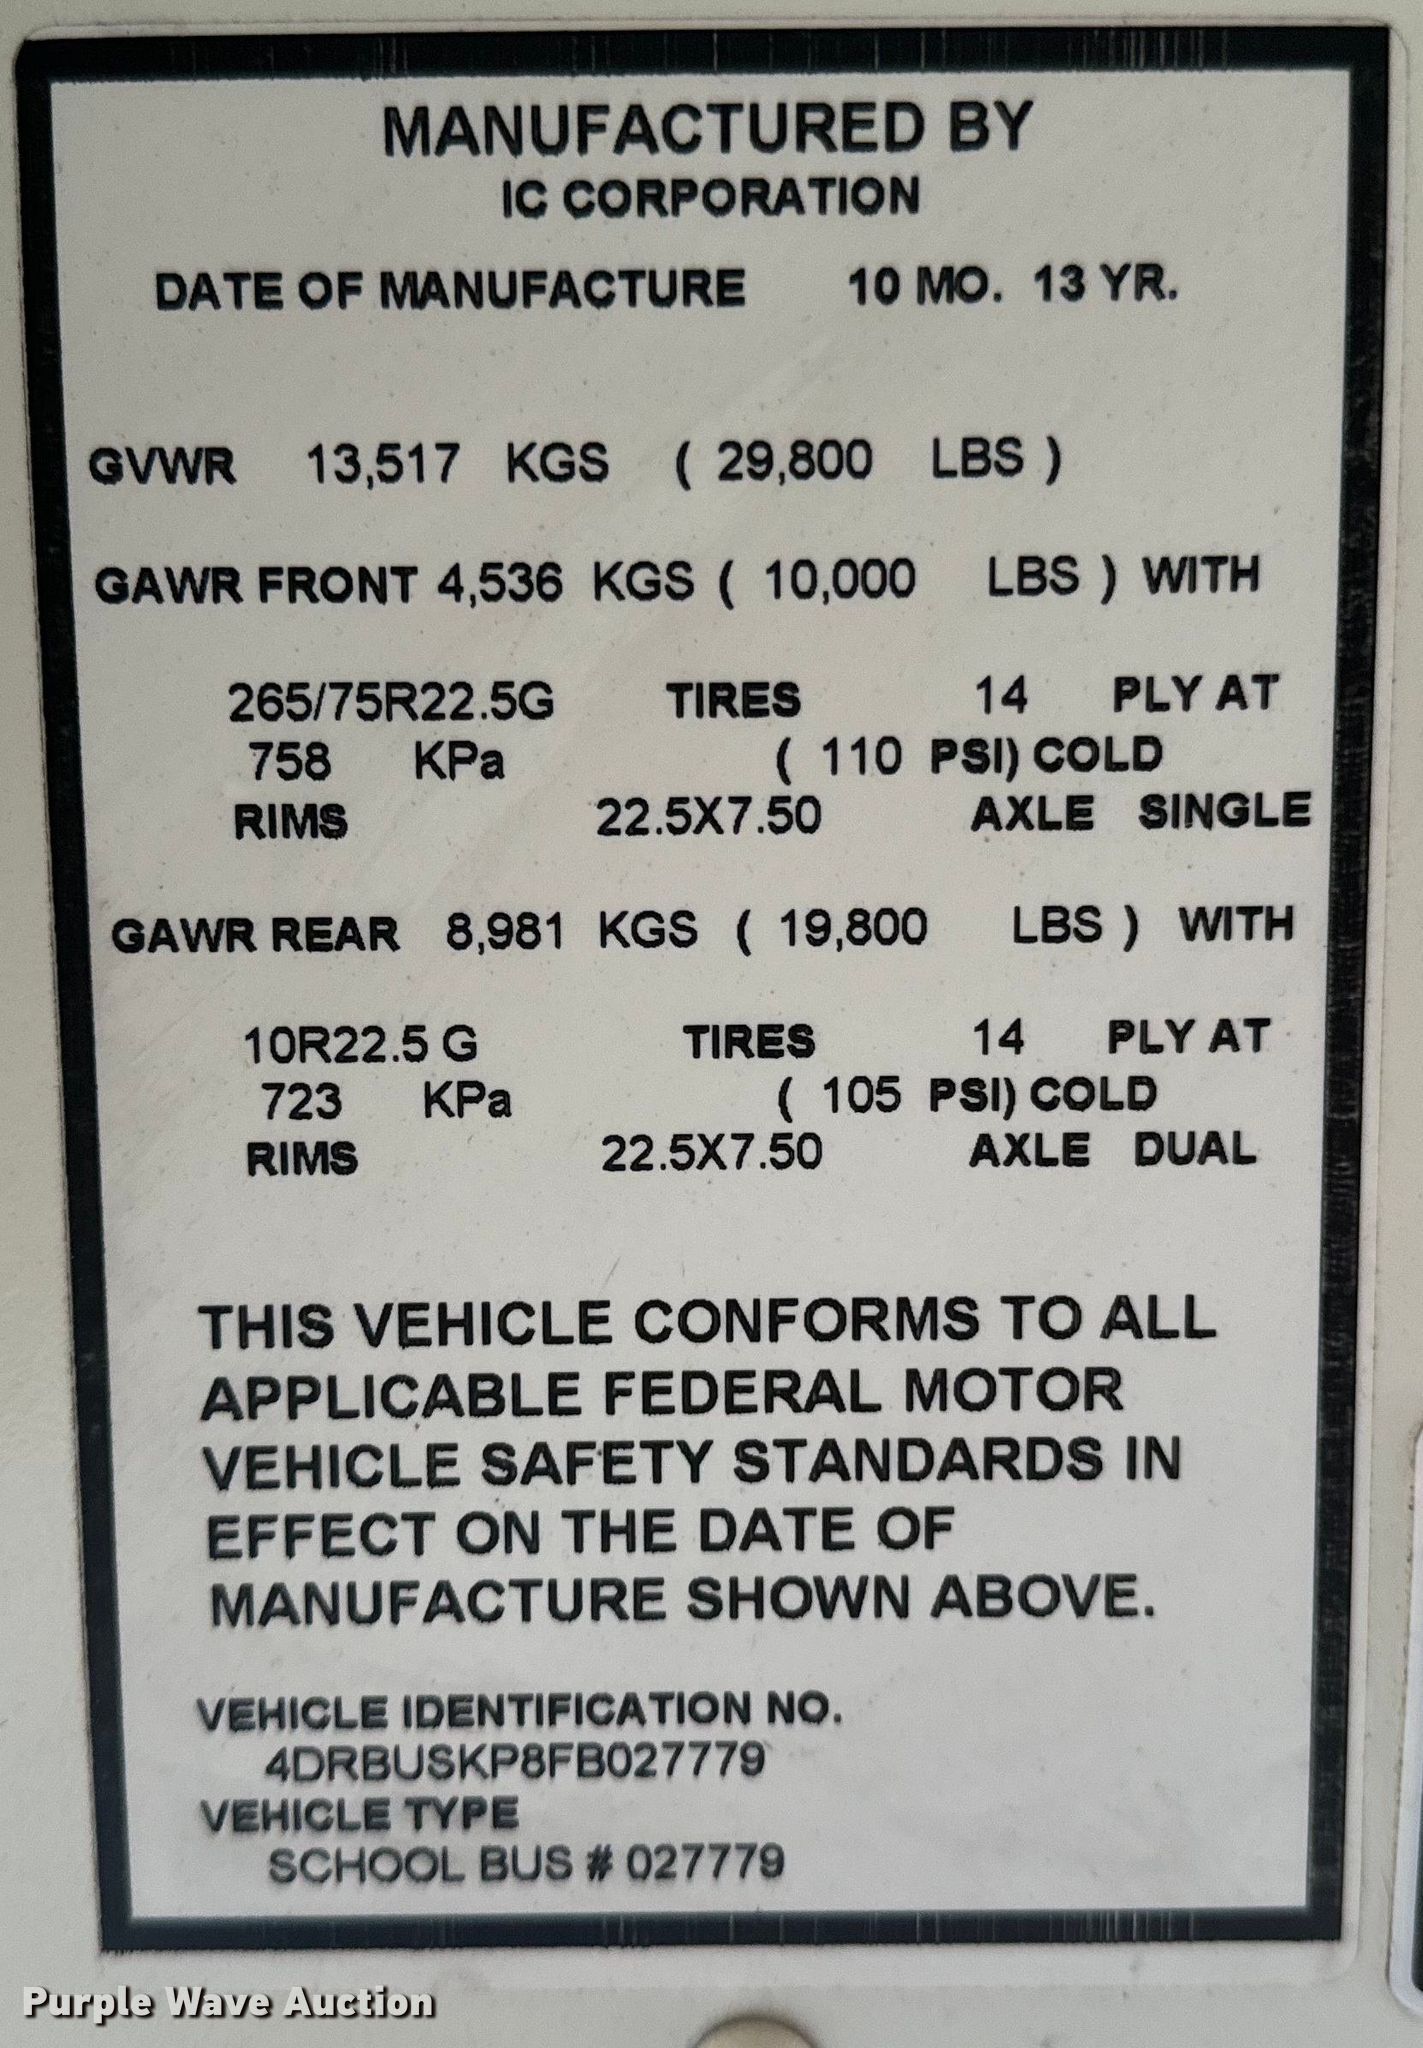 MANUFACTURED BY
IC CORPORATION
DATE OF MANUFACTURE 10 MO. 13 YR.
GVWR 13,517 KGS ( 29,800 LBS )
GAWR FRONT 4,536 KGS ( 10,000 LBS ) WITH
265/75R22.5G TIRES 14 PLY AT
758 KPa ( 110 PSI) COLD
RIMS 22.5X7.50 AXLE SINGLE
GAWR REAR 8,981 KGS ( 19,800 LBS ) WITH
10R22.5 G TIRES 14 PLY AT
723 KPa ( 105 PSI) COLD
RIMS 22.5X7.50 AXLE DUAL
THIS VEHICLE CONFORMS TO ALL
APPLICABLE FEDERAL MOTOR
VEHICLE SAFETY STANDARDS IN
EFFECT ON THE DATE OF
MANUFACTURE SHOWN ABOVE.
VEHICLE IDENTIFICATION NO.
4DRBUSKP8FB027779
VEHICLE TYPE
SCHOOL BUS # 027779
Purple Wave Auction